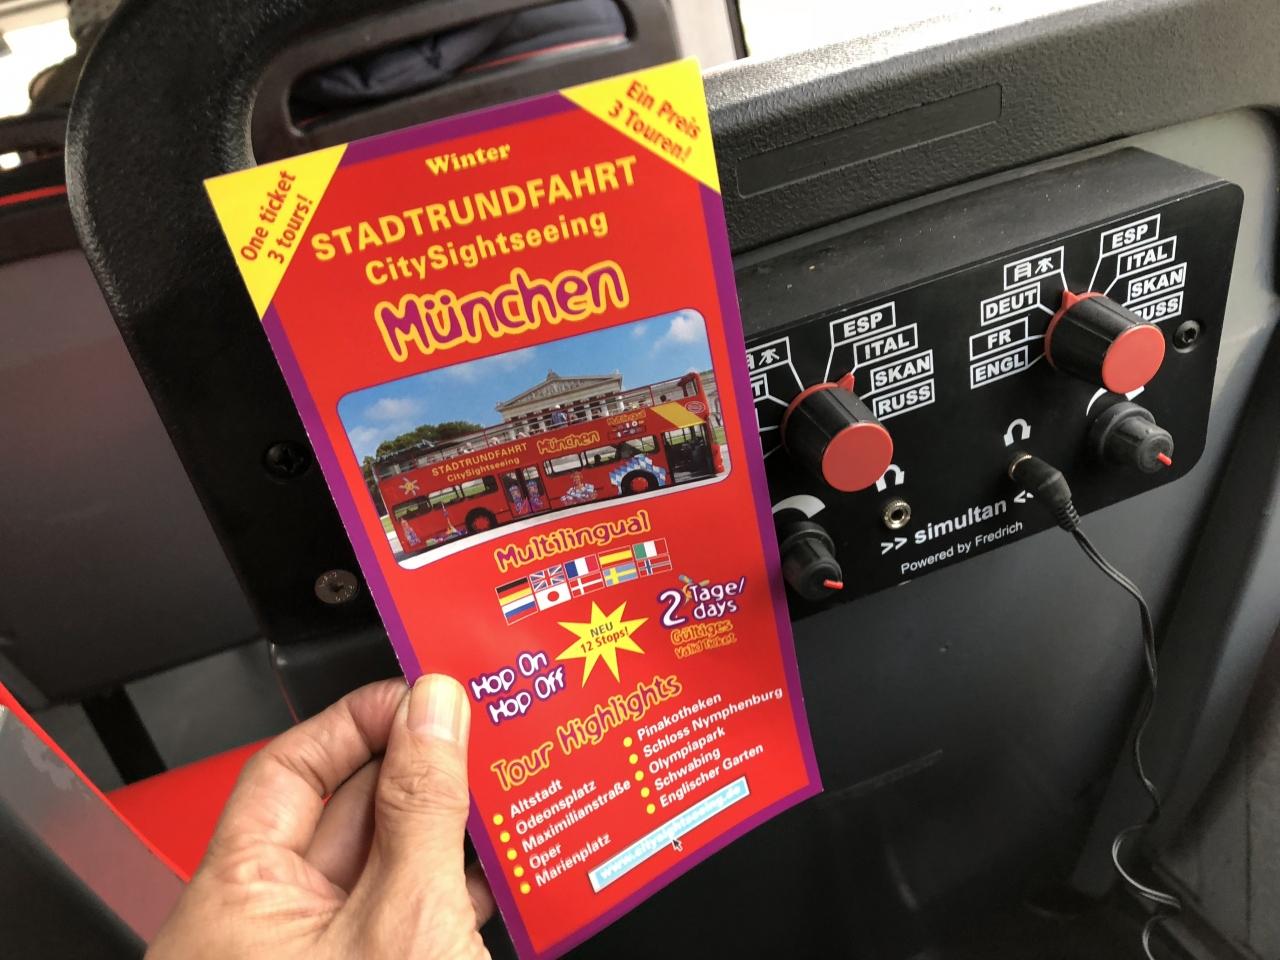 One ticket
3 tours!
Ein Preis
3 Touren!
Winter
STADTRUNDFAHRT
CitySightseeing
München
STADTRUNDFAHRT
CitySightseeing
München
Multilingual
NEU
12 Stops!
2 Tage/
days
Gültiges
Valid Ticket
Hop On
Hop Off
Tour Highlights
Altstadt
Odeonsplatz
Maximilianstraße
Oper
Marienplatz
Pinakotheken
Schloss Nymphenburg
Olympiapark
Schwabing
Englischer Garten
www.citysightseeing.de
ESP
ITAL
SKAN
RUSS
日本
DEUT
FR
ENGL
ESP
ITAL
SKAN
>> simultan <<
Powered by Fredrich